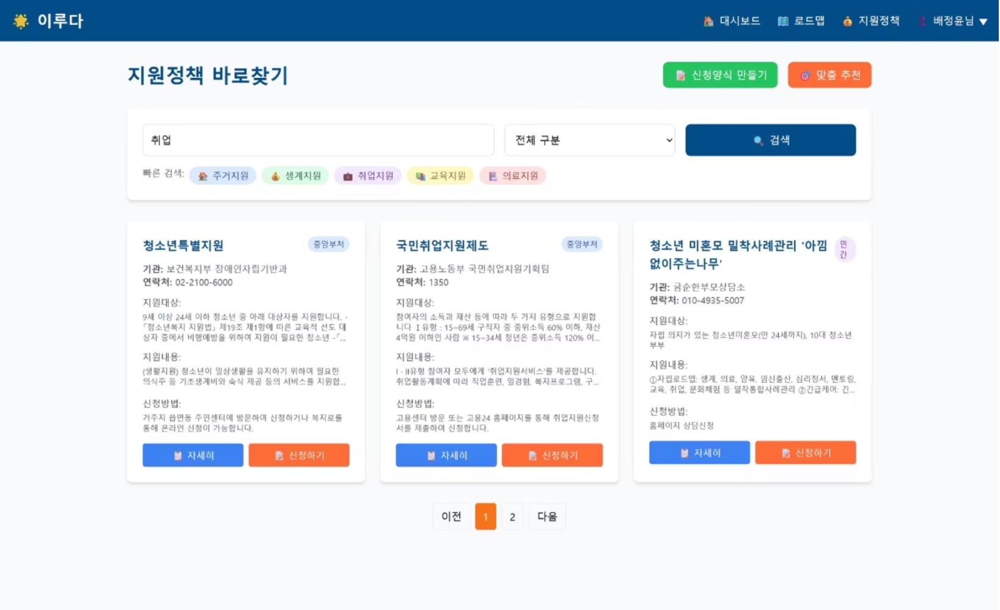 이루다
대시보드
로드맵
지원정책
배정윤님 ▼
지원정책 바로찾기
신청양식 만들기
맞춤 추천
취업
전체 구분
검색
빠른 검색:
주거지원
생계지원
취업지원
교육지원
의료지원
청소년특별지원
중앙부처
기관: 보건복지부 장애인자립기반과
연락처: 02-2100-6000
지원대상:
9세 이상 24세 이하 청소년 중 아래 대상자를 지원합니다. -
「청소년복지 지원법」 제19조 제1항에 따른 교육적 선도 대
상자 중에서 비행예방을 위하여 지원이 필요한 청소년 -「...
지원내용:
(생활지원) 청소년이 일상생활을 유지하기 위하여 필요한
의식주 등 기초생계비와 숙식 제공 등의 서비스를 지원합...
신청방법:
거주지 읍면동 주민센터에 방문하여 신청하거나 복지로를
통해 온라인 신청이 가능합니다.
자세히
신청하기
국민취업지원제도
중앙부처
기관: 고용노동부 국민취업지원기획팀
연락처: 1350
지원대상:
참여자의 소득과 재산 등에 따라 두 가지 유형으로 지원합
니다 Ⅰ유형 : 15~69세 구직자 중 중위소득 60% 이하, 재산
4억원 이하인 사람 ※ 15~34세 청년은 중위소득 120% 이...
지원내용:
Ⅰ · Ⅱ유형 참여자 모두에게 '취업지원서비스'를 제공합니다.
취업활동계획에 따라 직업훈련, 일경험, 복지프로그램, 구...
신청방법:
고용센터 방문 또는 고용24 홈페이지를 통해 취업지원신청
서를 제출하여 신청합니다.
자세히
신청하기
청소년 미혼모 밀착사례관리 '아낌
없이주는나무'
민
간
기관: 금순한부모상담소
연락처: 010-4935-5007
지원대상:
자립 의지가 있는 청소년미혼모(만 24세까지), 10대 청소년
부부
지원내용:
①자립로드맵: 생계, 의료, 양육, 임신출산, 심리정서, 멘토링,
교육, 취업, 문화체험 등 밀착통합사례관리 ②긴급케어: 긴...
신청방법:
홈페이지 상담신청
자세히
신청하기
이전
1
2
다음